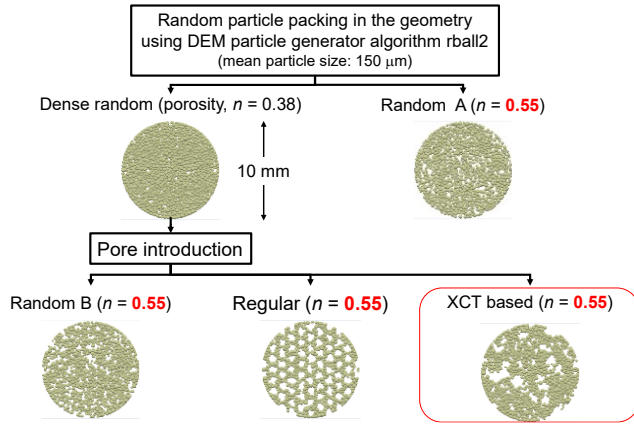 Random particle packing in the geometry
using DEM particle generator algorithm rball2
(mean particle size: 150 μm)
Dense random (porosity, n = 0.38)
Random A (n = 0.55)
10 mm
Pore introduction
Random B (n = 0.55)
Regular (n = 0.55)
XCT based (n = 0.55)